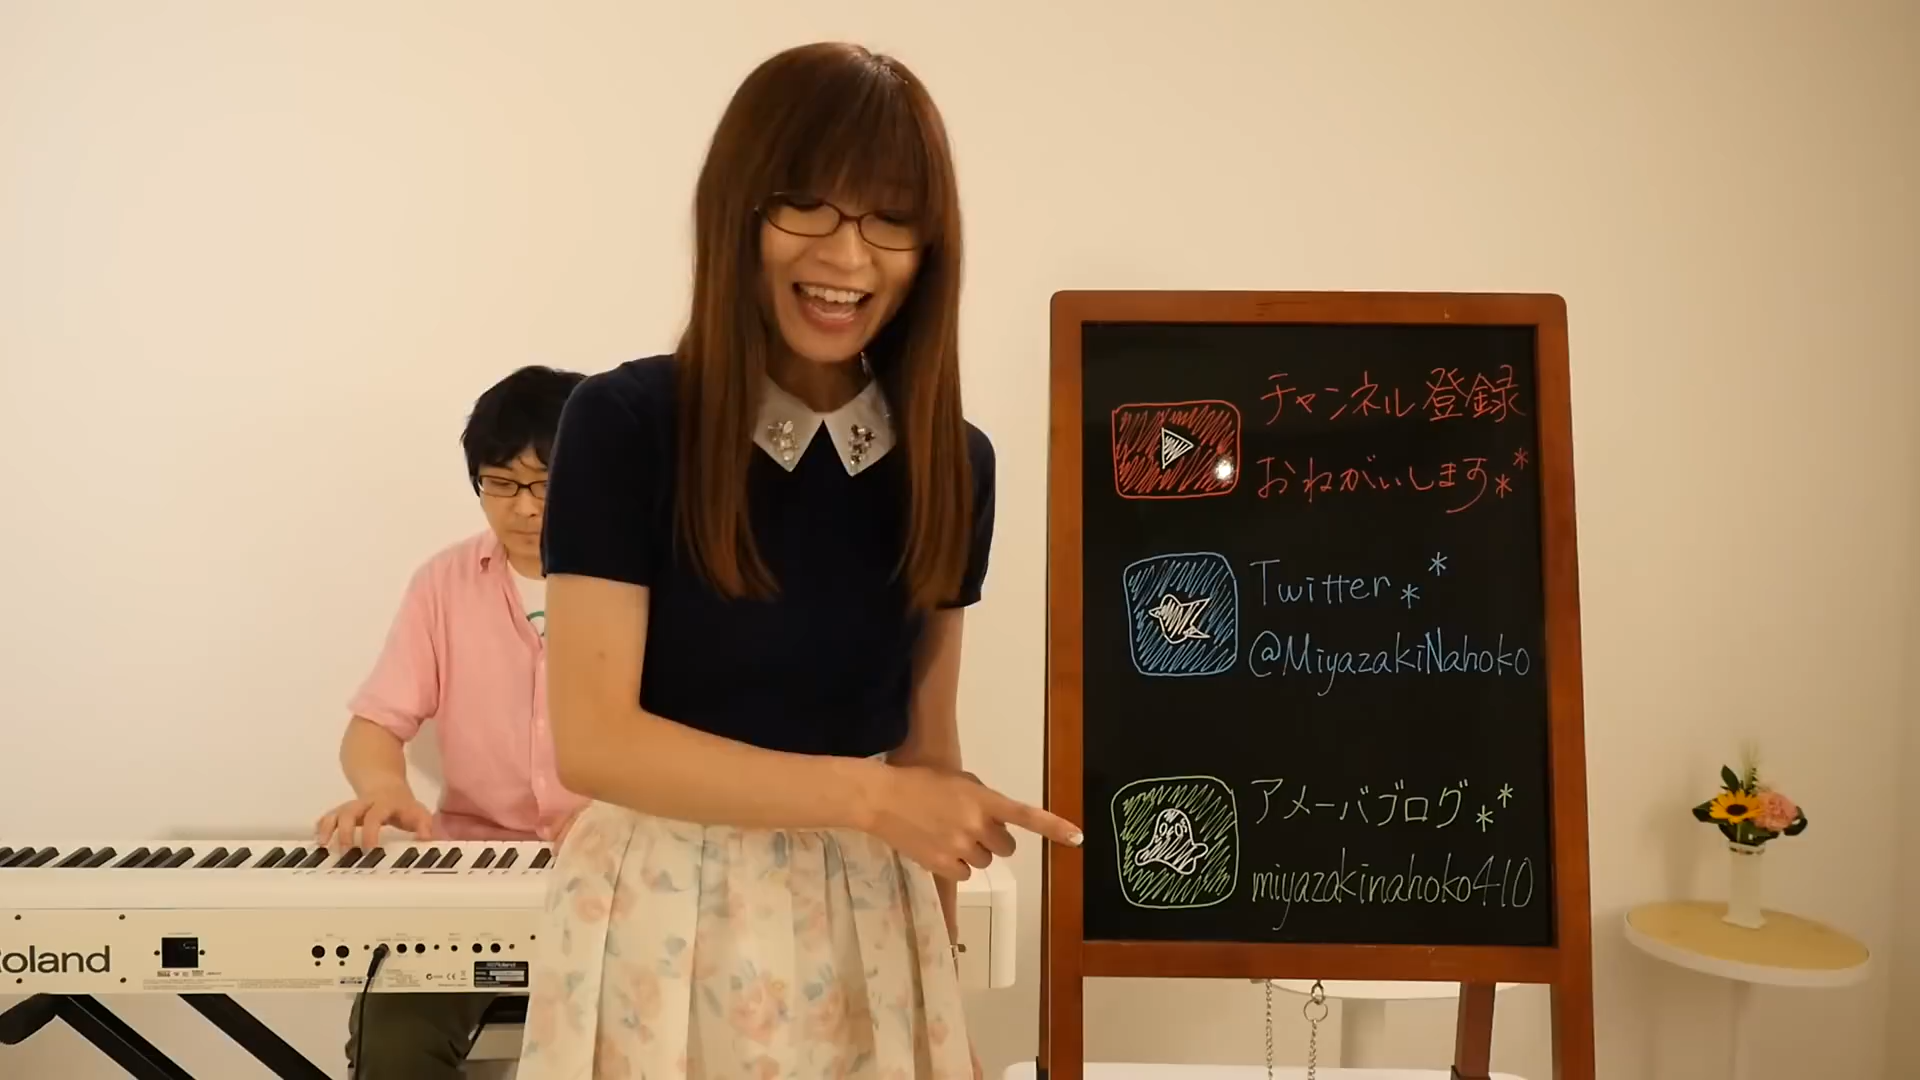 チャンネル登録
おねがいします**
Twitter**
@MiyazakiNahoko
アメーバブログ**
miyazakinahoko410
Roland